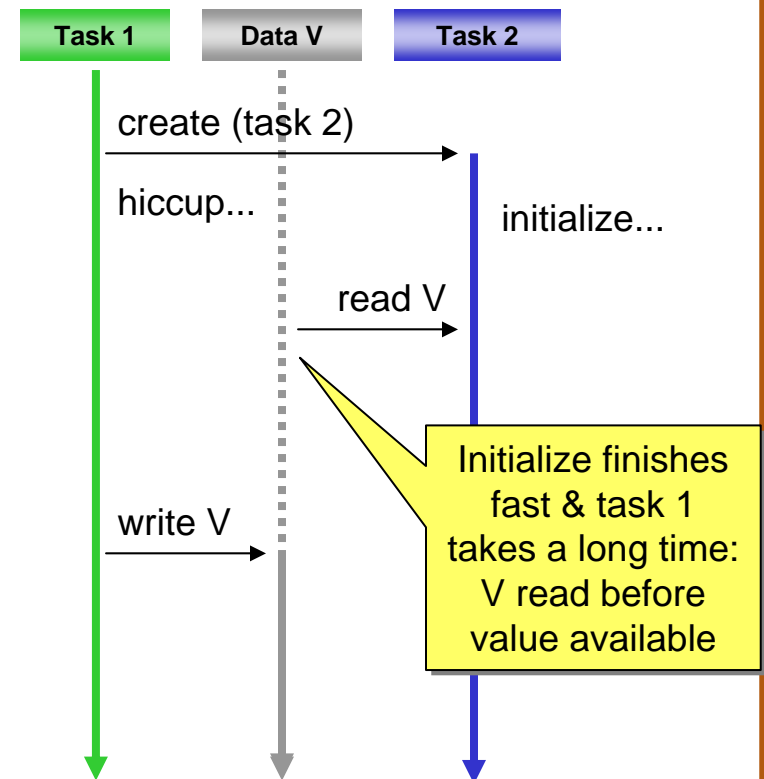 Task 1
Data V
Task 2
create (task 2)
hiccup...
initialize...
read V
Initialize finishes
fast & task 1
takes a long time:
V read before
value available
write V